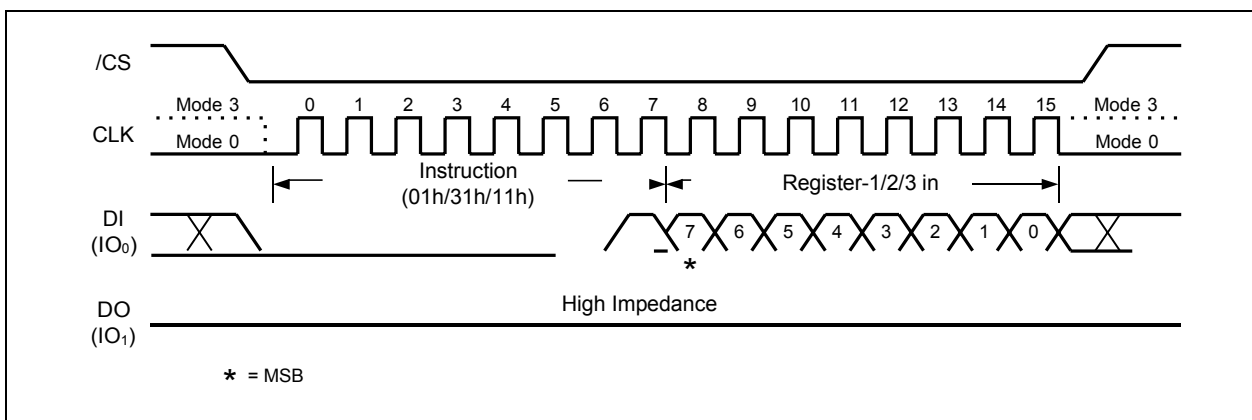 /CS
Mode 3 0 1 2 3 4 5 6 7 8 9 10 11 12 13 14 15 Mode 3
CLK Mode 0 Mode 0
Instruction
(01h/31h/11h)
Register-1/2/3 in
DI
(IO₀)
7 6 5 4 3 2 1 0
*
High Impedance
DO
(IO₁)
* = MSB